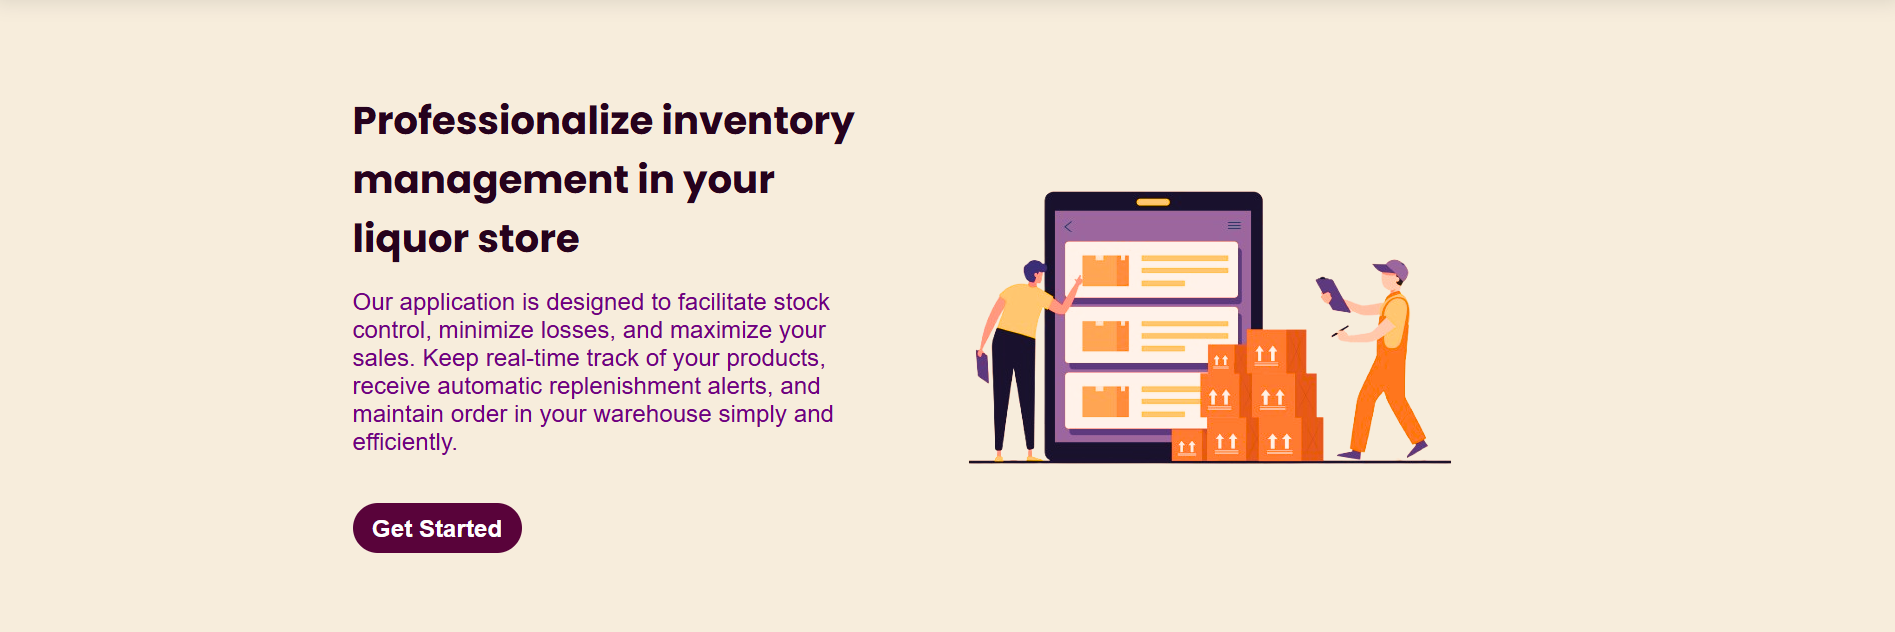 Professionalize inventory
management in your
liquor store
Our application is designed to facilitate stock
control, minimize losses, and maximize your
sales. Keep real-time track of your products,
receive automatic replenishment alerts, and
maintain order in your warehouse simply and
efficiently.
Get Started